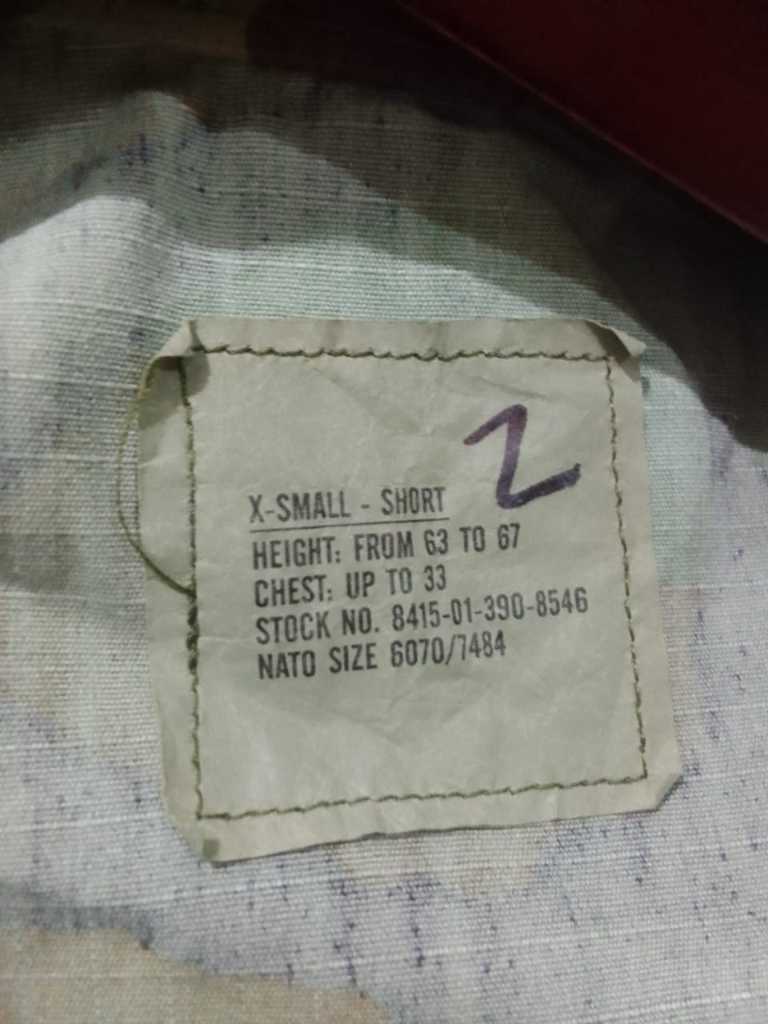 2
X-SMALL - SHORT
HEIGHT: FROM 63 TO 67
CHEST: UP TO 33
STOCK NO. 8415-01-390-8546
NATO SIZE 6070/7484